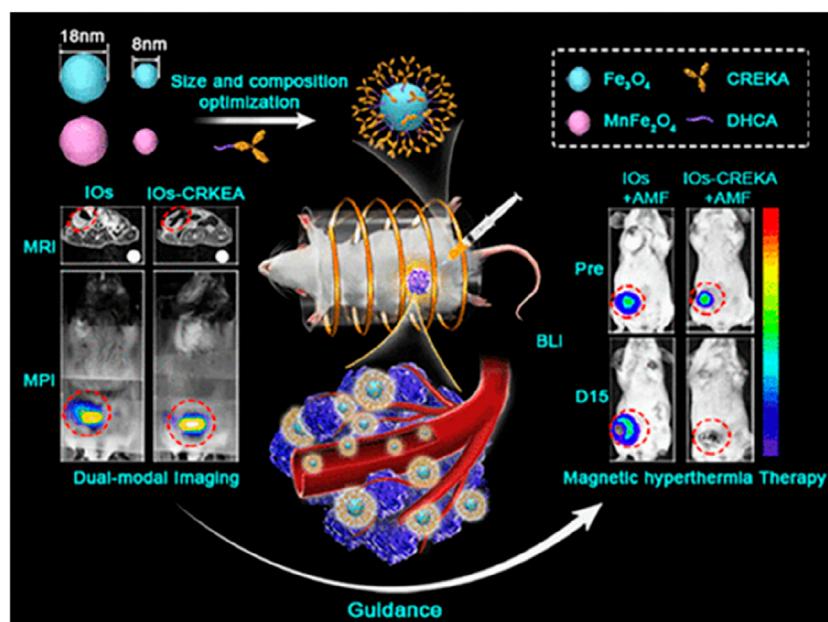 18nm
8nm
Size and composition
optimization
Fe₃O₄
CREKA
MnFe₂O₄
DHCA
IOs
IOs-CRKEA
MRI
MPI
Dual-modal Imaging
BLI
IOs
+AMF
IOs-CREKA
+AMF
Pre
D15
Magnetic hyperthermia Therapy
Guidance